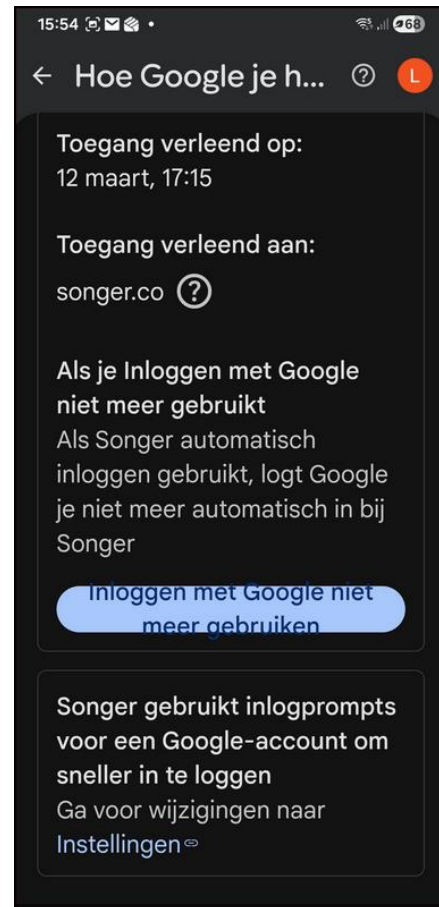 15:54
68
Hoe Google je h...
L
Toegang verleend op:
12 maart, 17:15
Toegang verleend aan:
songer.co
Als je Inloggen met Google
niet meer gebruikt
Als Songer automatisch
inloggen gebruikt, logt Google
je niet meer automatisch in bij
Songer
Inloggen met Google niet
meer gebruiken
Songer gebruikt inlogprompts
voor een Google-account om
sneller in te loggen
Ga voor wijzigingen naar
Instellingen